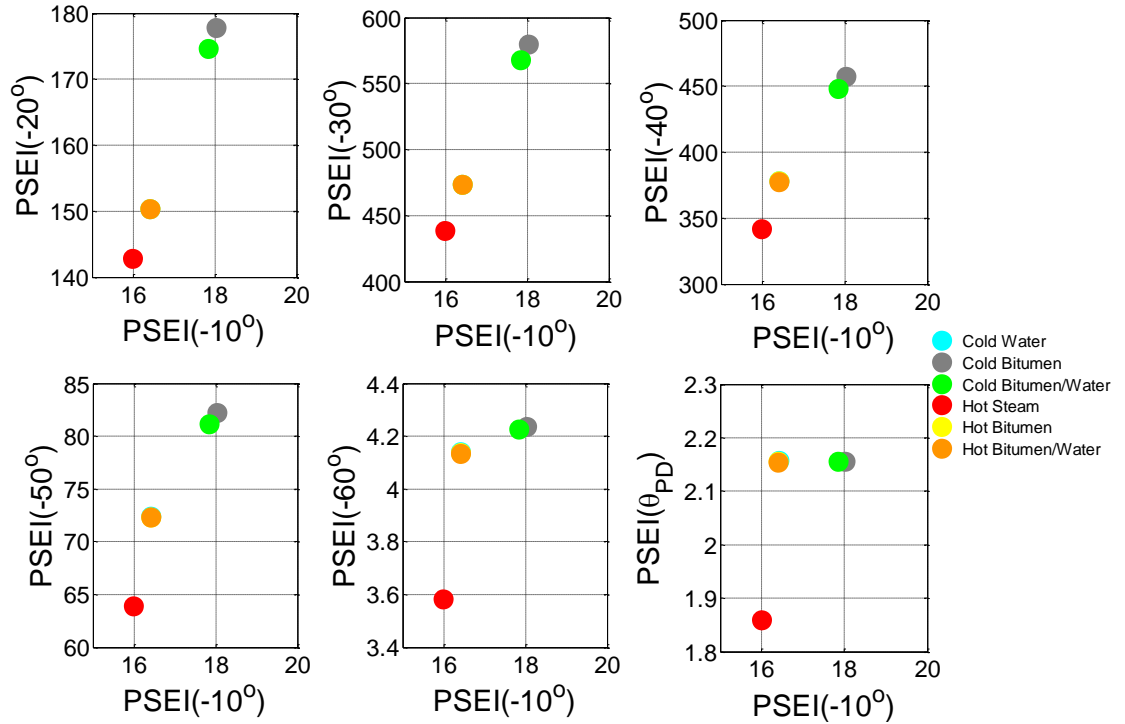 180
170
160
150
140
PSEI(-20°)
16 18 20
PSEI(-10°)
600
550
500
450
400
PSEI(-30°)
16 18 20
PSEI(-10°)
500
450
400
350
300
PSEI(-40°)
16 18 20
PSEI(-10°)
85
80
75
70
65
60
PSEI(-50°)
16 18 20
PSEI(-10°)
4.4
4.2
4
3.8
3.6
3.4
PSEI(-60°)
16 18 20
PSEI(-10°)
2.3
2.2
2.1
2
1.9
1.8
PSEI(θPD)
16 18 20
PSEI(-10°)
Cold Water
Cold Bitumen
Cold Bitumen/Water
Hot Steam
Hot Bitumen
Hot Bitumen/Water